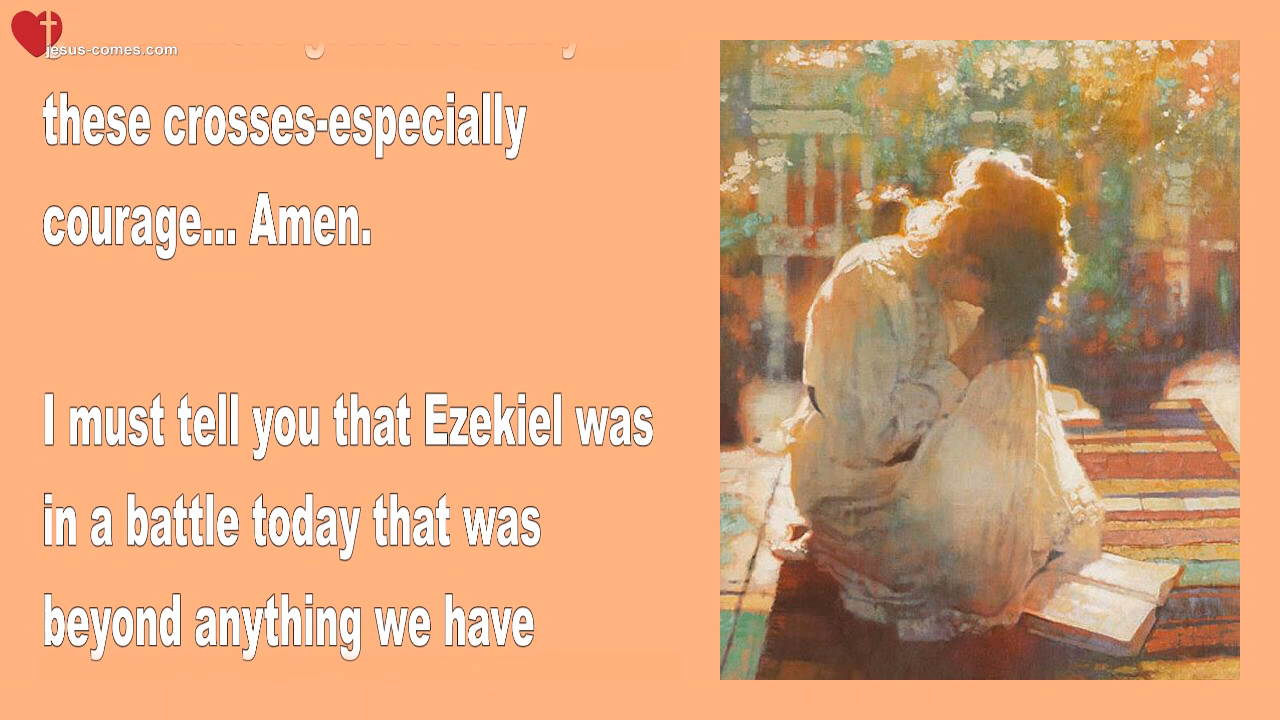 jesus-comes.com
these crosses-especially
courage... Amen.
I must tell you that Ezekiel was
in a battle today that was
beyond anything we have